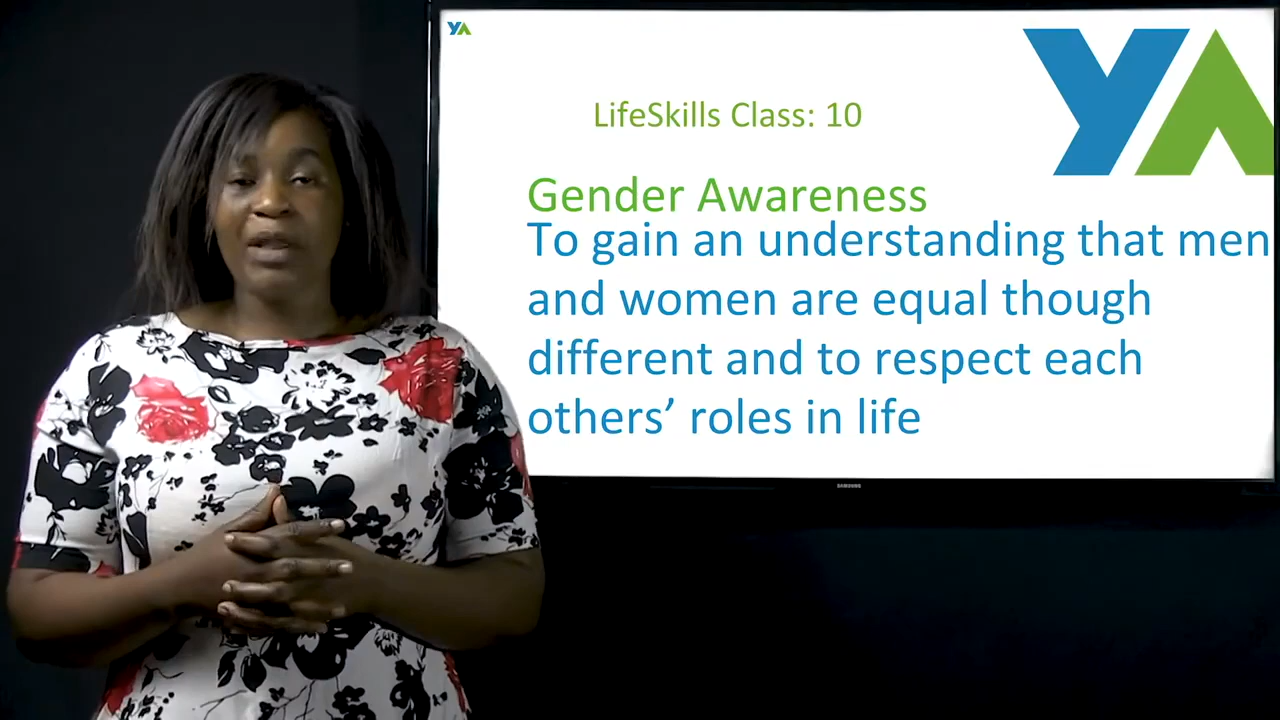 YA
YA
LifeSkills Class: 10
Gender Awareness
To gain an understanding that men
and women are equal though
different and to respect each
others’ roles in life
SAMSUNG